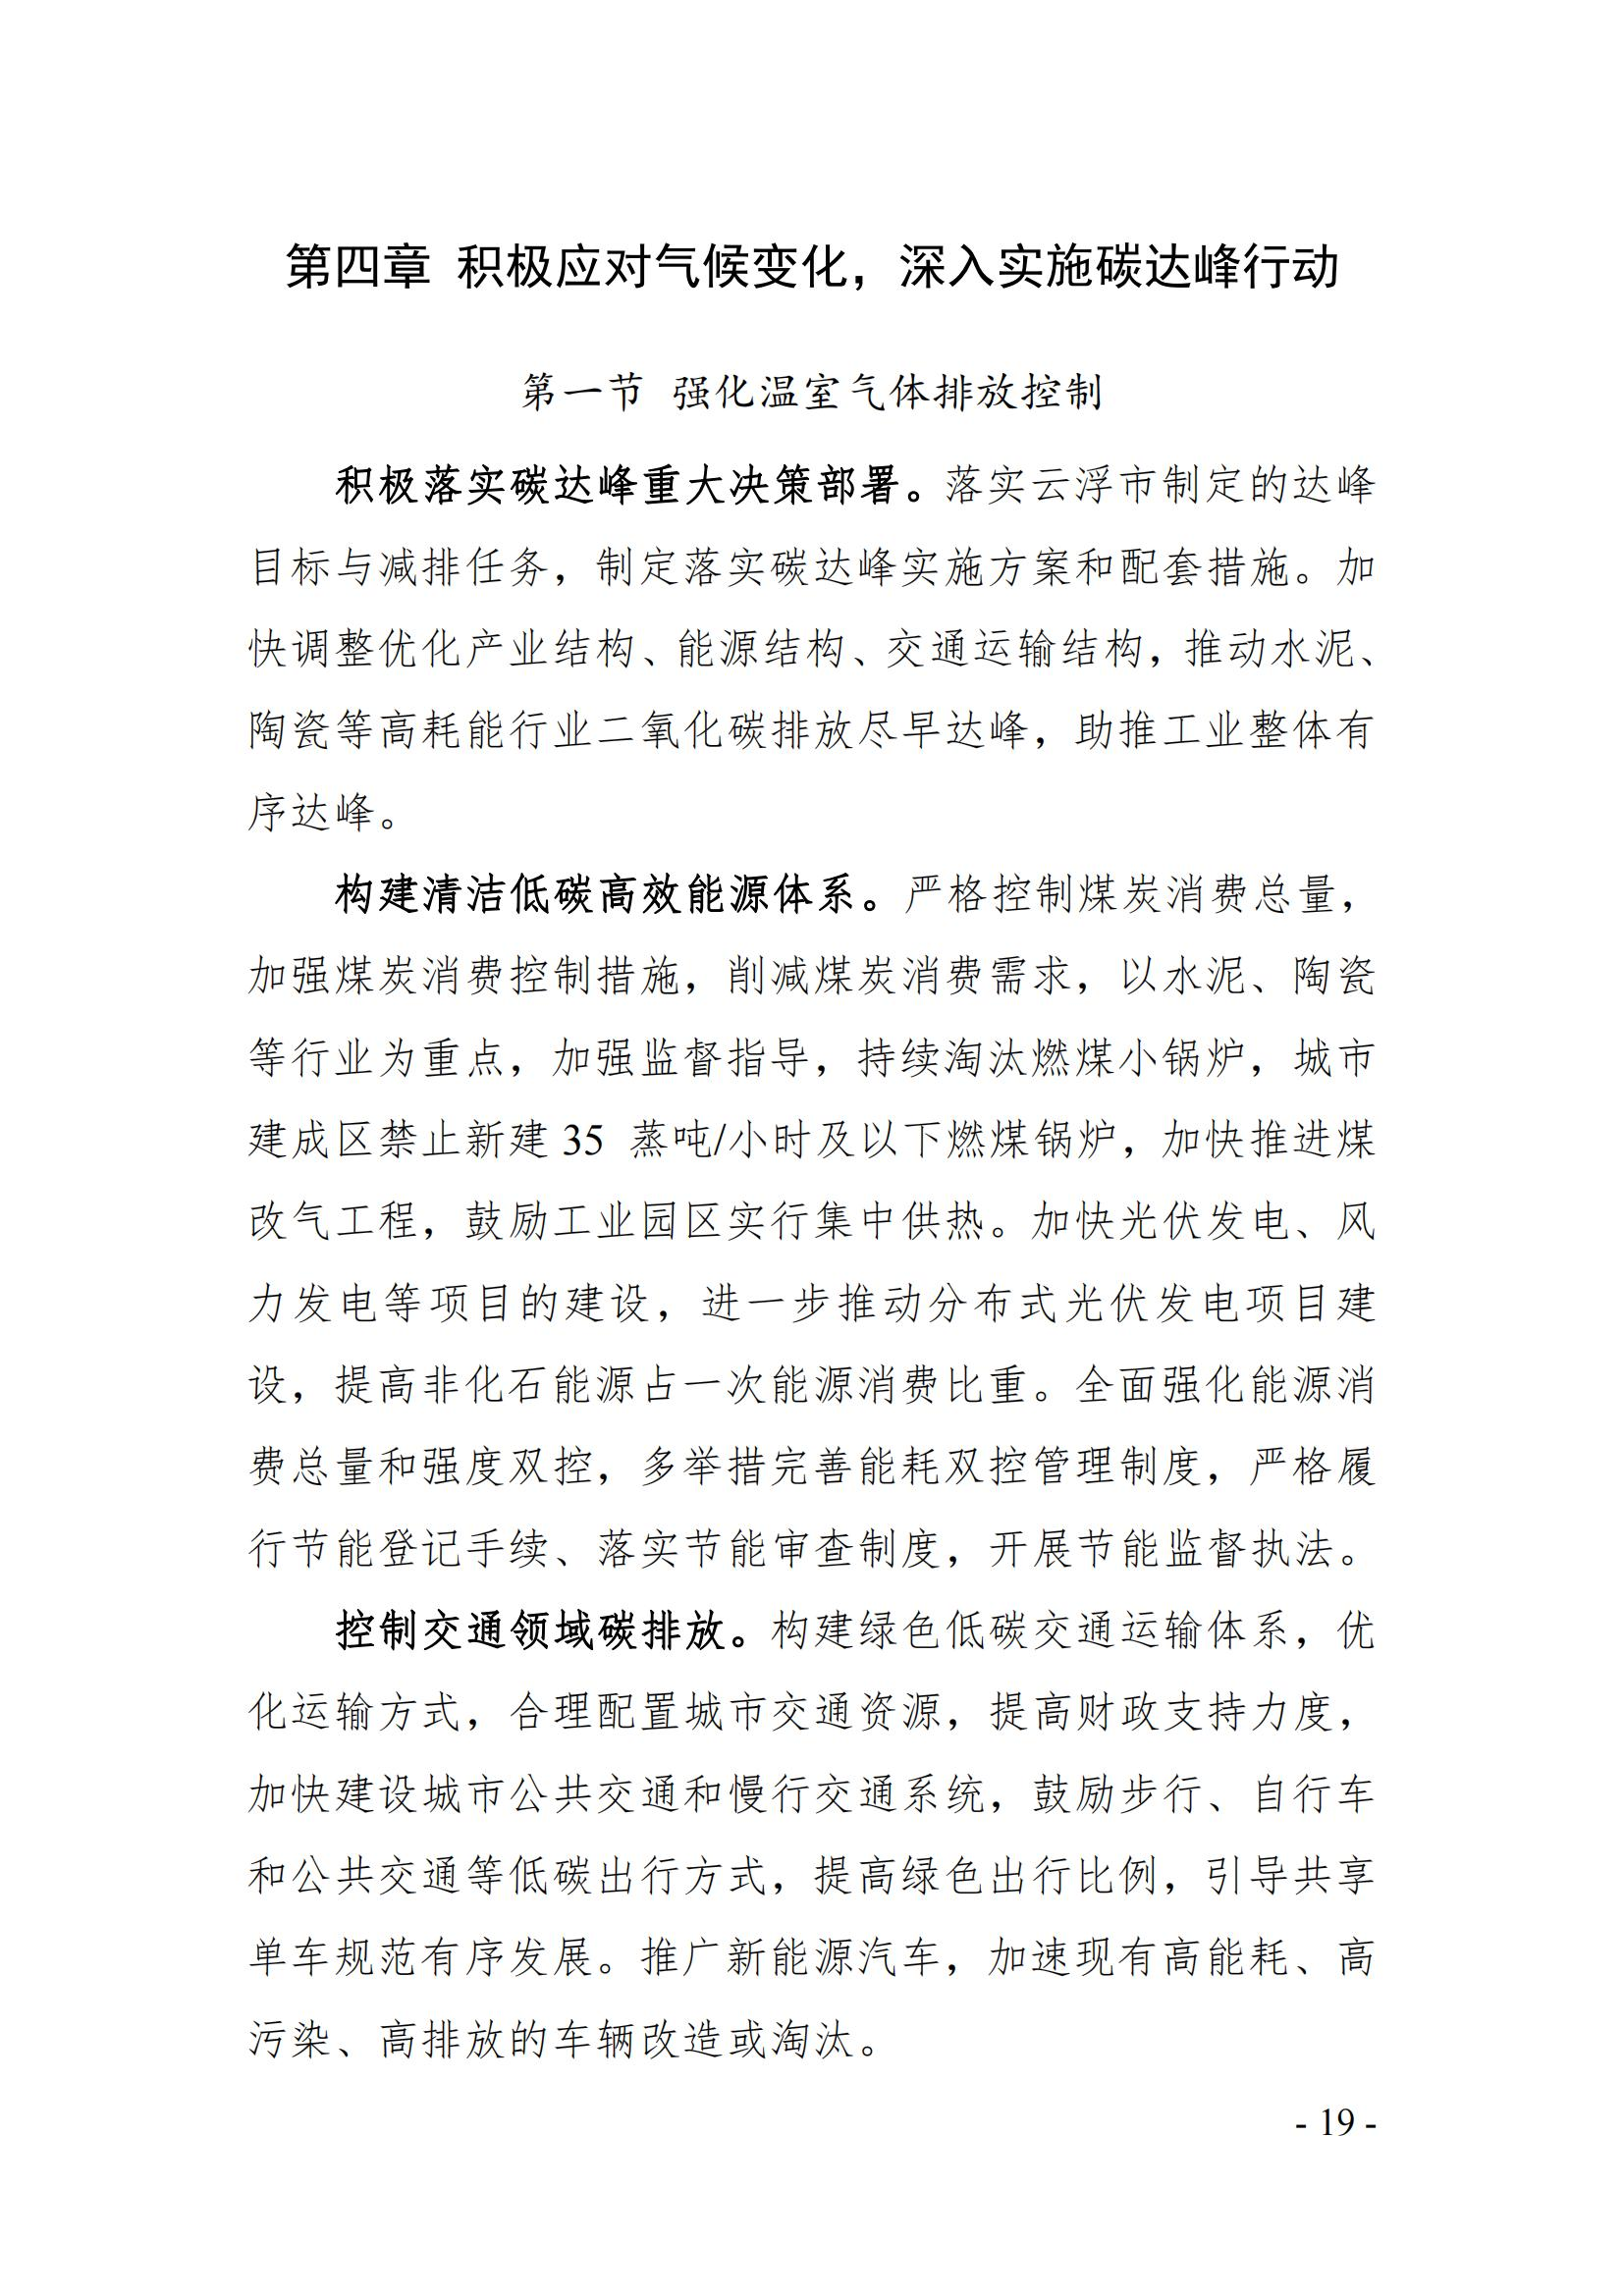 第四章 积极应对气候变化，深入实施碳达峰行动
第一节 强化温室气体排放控制
积极落实碳达峰重大决策部署。落实云浮市制定的达峰
目标与减排任务，制定落实碳达峰实施方案和配套措施。加
快调整优化产业结构、能源结构、交通运输结构，推动水泥、
陶瓷等高耗能行业二氧化碳排放尽早达峰，助推工业整体有
序达峰。
构建清洁低碳高效能源体系。严格控制煤炭消费总量，
加强煤炭消费控制措施，削减煤炭消费需求，以水泥、陶瓷
等行业为重点，加强监督指导，持续淘汰燃煤小锅炉，城市
建成区禁止新建 35 蒸吨/小时及以下燃煤锅炉，加快推进煤
改气工程，鼓励工业园区实行集中供热。加快光伏发电、风
力发电等项目的建设，进一步推动分布式光伏发电项目建
设，提高非化石能源占一次能源消费比重。全面强化能源消
费总量和强度双控，多举措完善能耗双控管理制度，严格履
行节能登记手续、落实节能审查制度，开展节能监督执法。
控制交通领域碳排放。构建绿色低碳交通运输体系，优
化运输方式，合理配置城市交通资源，提高财政支持力度，
加快建设城市公共交通和慢行交通系统，鼓励步行、自行车
和公共交通等低碳出行方式，提高绿色出行比例，引导共享
单车规范有序发展。推广新能源汽车，加速现有高能耗、高
污染、高排放的车辆改造或淘汰。
- 19 -